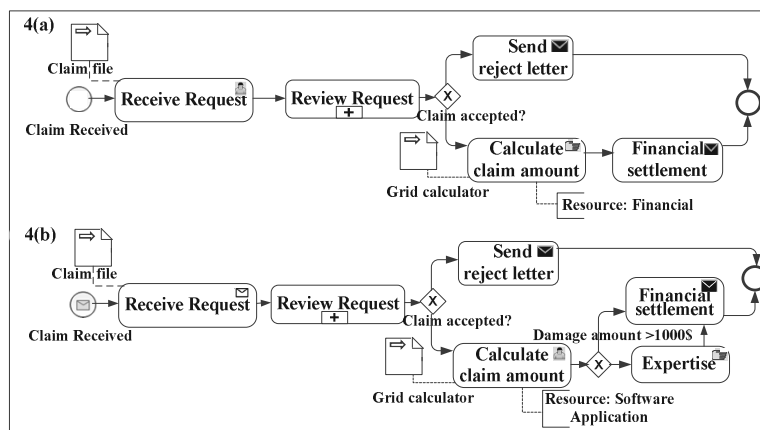 4(a)
Claim file
Claim Received
Receive Request
Review Request
X
Claim accepted?
Send
reject letter
Grid calculator
Calculate
claim amount
Financial
settlement
Resource: Financial
4(b)
Claim file
Claim Received
Receive Request
Review Request
X
Claim accepted?
Send
reject letter
Grid calculator
Calculate
claim amount
X
Damage amount >1000$
Financial
settlement
Expertise
Resource: Software
Application